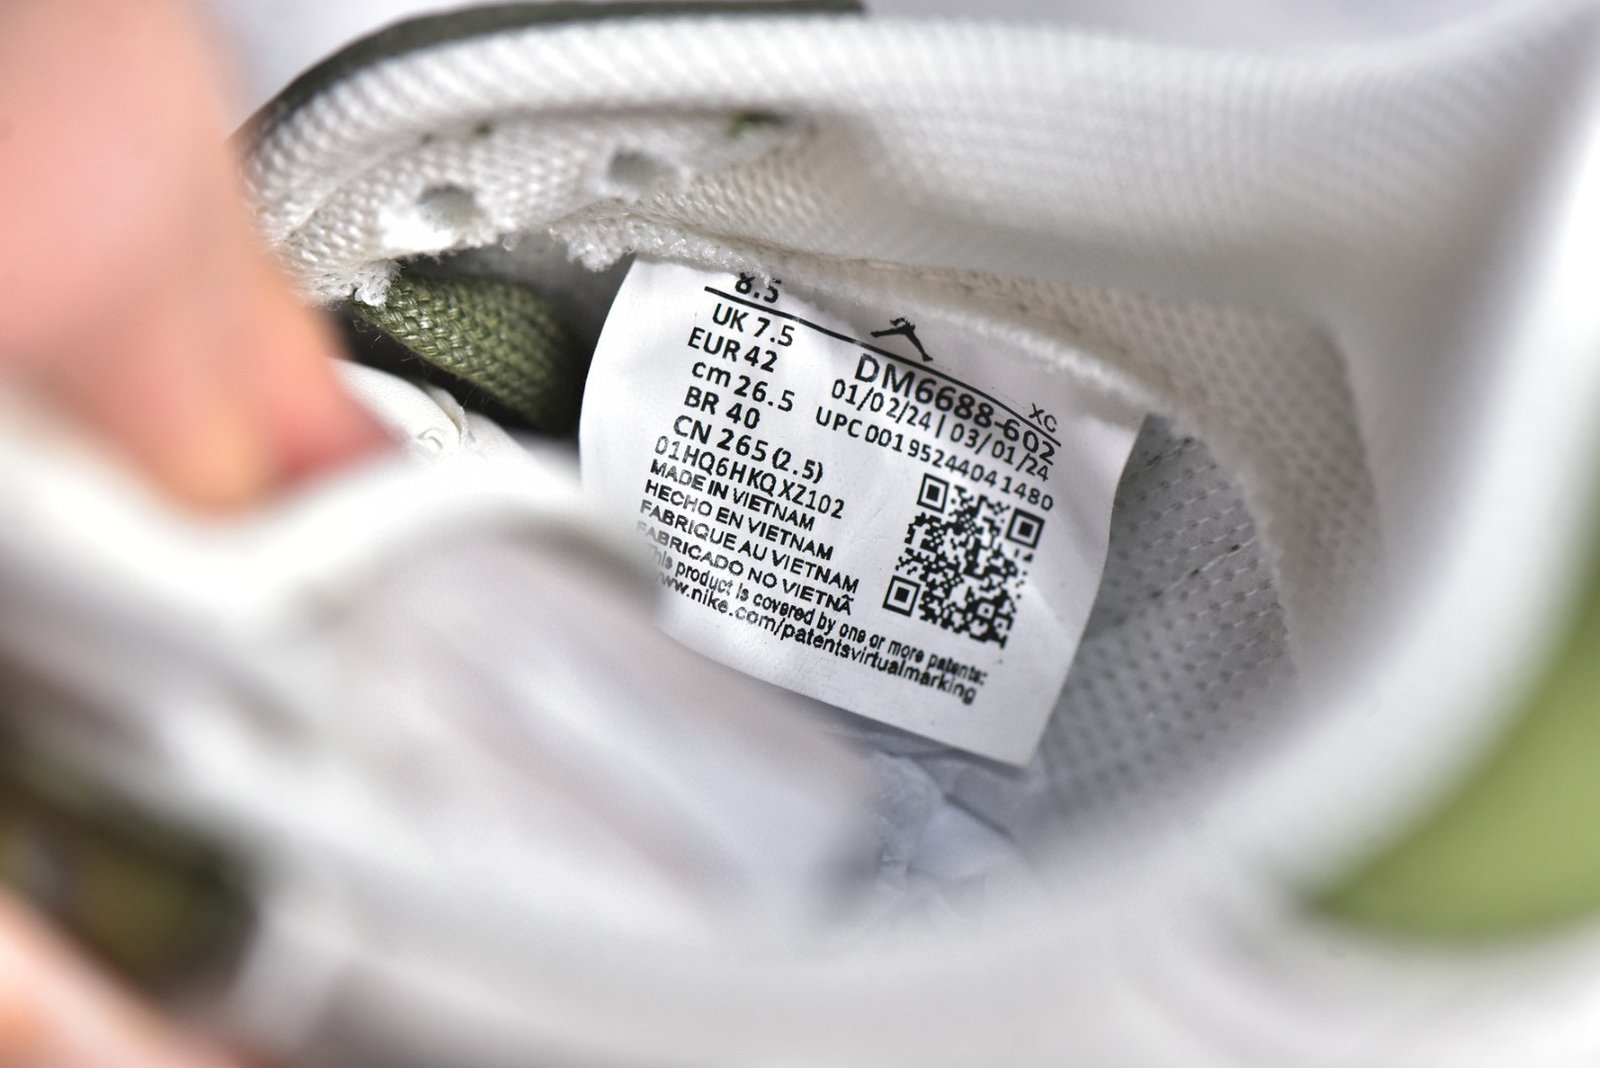 8.5
UK 7.5
EUR 42
cm 26.5
BR 40
CN 265 (2.5)
01HQ6HKQXZ102
MADE IN VIETNAM
HECHO EN VIETNAM
FABRIQUE AU VIETNAM
FABRICADO NO VIETNÃ
This product is covered by one or more patents:
www.nike.com/patentsvirtualmarking
XC
DM6688-602
01/02/24 | 03/01/24
UPC 00195244041480